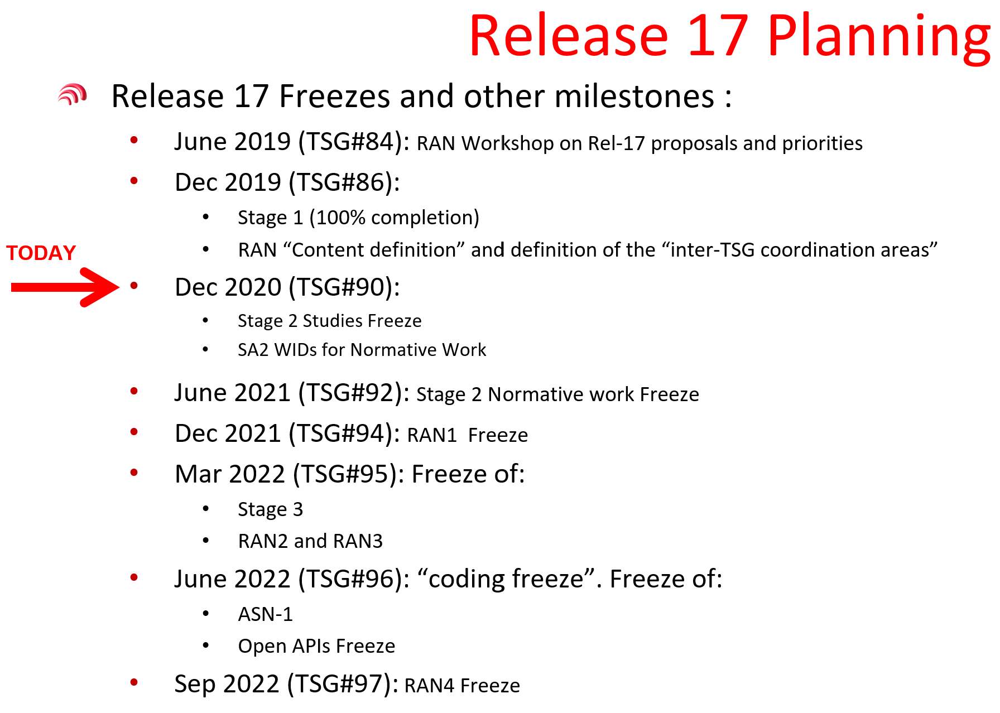 Release 17 Planning
Release 17 Freezes and other milestones :
• June 2019 (TSG#84): RAN Workshop on Rel-17 proposals and priorities
• Dec 2019 (TSG#86):
• Stage 1 (100% completion)
• RAN “Content definition” and definition of the “inter-TSG coordination areas”
TODAY
• Dec 2020 (TSG#90):
• Stage 2 Studies Freeze
• SA2 WIDs for Normative Work
• June 2021 (TSG#92): Stage 2 Normative work Freeze
• Dec 2021 (TSG#94): RAN1  Freeze
• Mar 2022 (TSG#95): Freeze of:
• Stage 3
• RAN2 and RAN3
• June 2022 (TSG#96): “coding freeze”. Freeze of:
• ASN-1
• Open APIs Freeze
• Sep 2022 (TSG#97): RAN4 Freeze